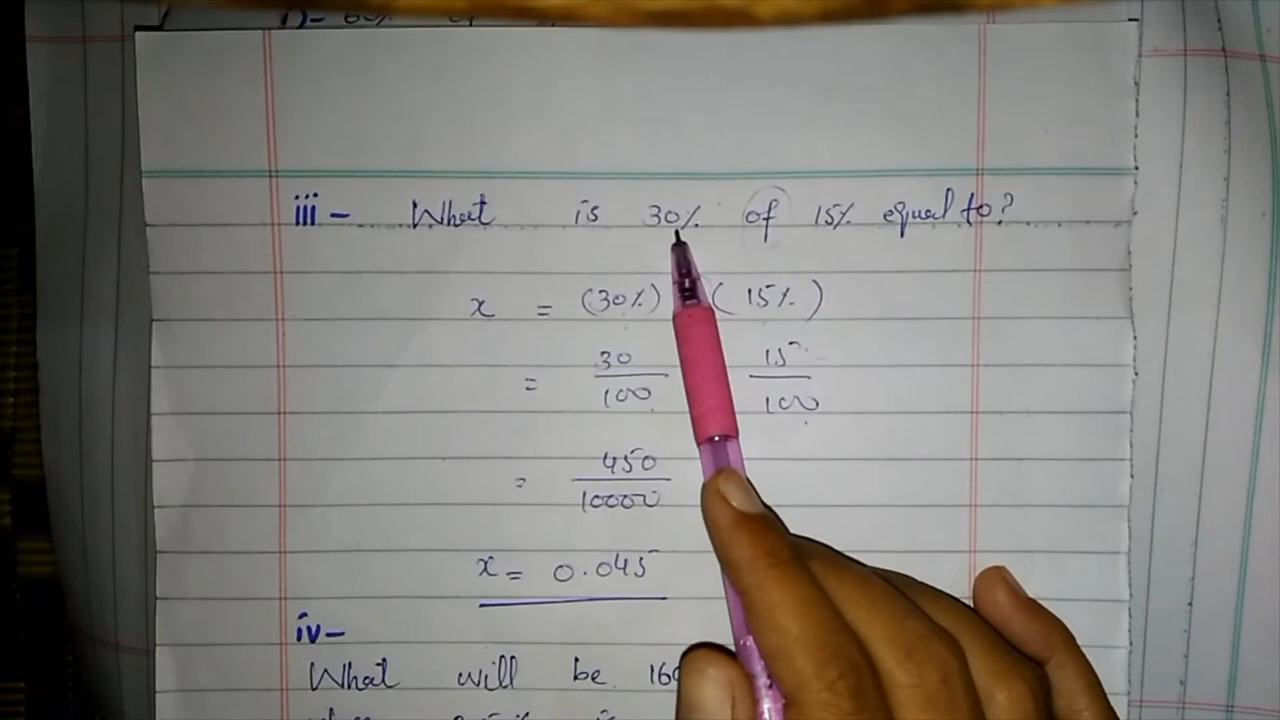 iii- What is 30% of 15% equal to?
x = (30%) (15%)
= 30/100 15/100
= 450/10000
x = 0.045
iv-
What will be